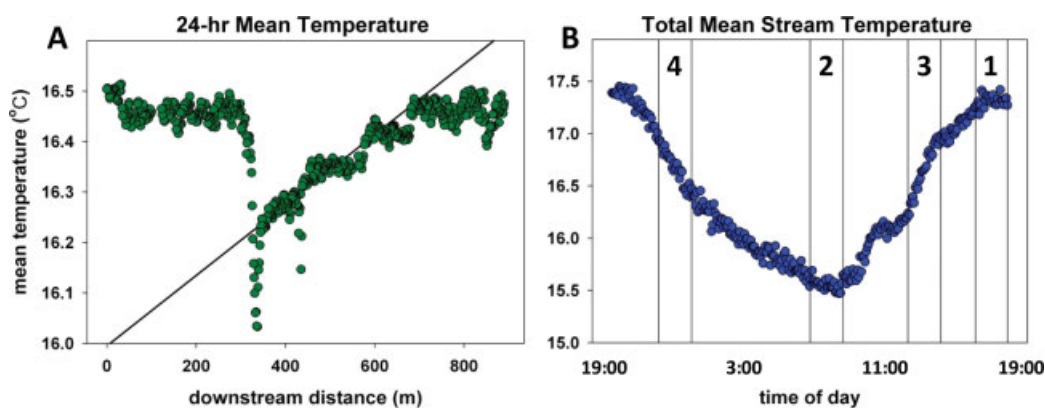 A 24-hr Mean Temperature
16.5
16.4
16.3
16.2
16.1
16.0
mean temperature (°C)
0 200 400 600 800
downstream distance (m)
B Total Mean Stream Temperature
4 2 3 1
17.5
17.0
16.5
16.0
15.5
15.0
19:00 3:00 11:00 19:00
time of day